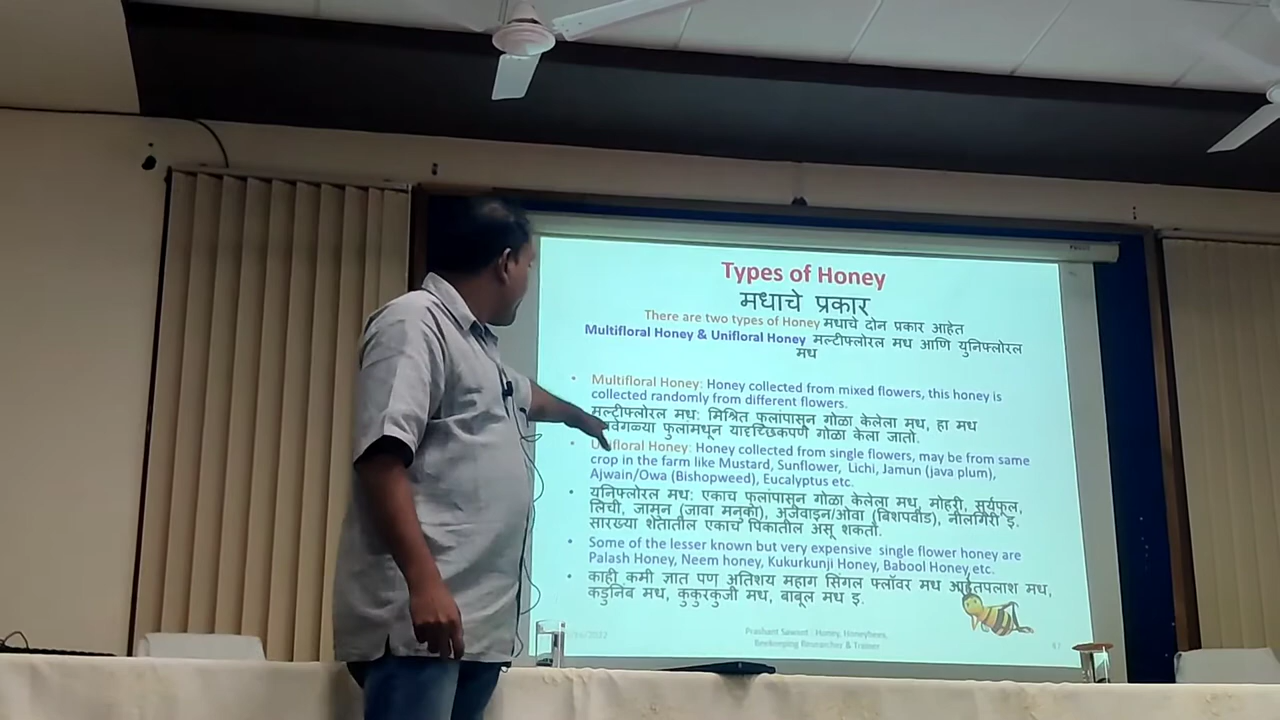 Types of Honey
मधाचे प्रकार
There are two types of Honey मधाचे दोन प्रकार आहेत
Multifloral Honey & Unifloral Honey मल्टीफ्लोरल मध आणि युनिफ्लोरल
मध
• Multifloral Honey: Honey collected from mixed flowers, this honey is
collected randomly from different flowers.
मल्टीफ्लोरल मध: मिश्रित फुलांपासून गोळा केलेला मध, हा मध
फुलांमधून यादृच्छिकपणे गोळा केला जातो.
• Unifloral Honey: Honey collected from single flowers, may be from same
crop in the farm like Mustard, Sunflower, Lichi, Jamun (java plum),
Ajwain/Owa (Bishopweed), Eucalyptus etc.
• युनिफ्लोरल मध: एकाच फुलांपासून गोळा केलेला मध, मोहरी, सुर्यफूल,
लिची, जामुन (जावा मनुका), अजवाइन/ओवा (बिशपवीड), नीलगिरी इ.
सारख्या शेतातील एकाच पिकातील असू शकतो.
• Some of the lesser known but very expensive single flower honey are
Palash Honey, Neem honey, Kukurkunji Honey, Babool Honey etc.
• काही कमी ज्ञात पण अतिशय महाग सिंगल फ्लॉवर मध आहेतपलाश मध,
कडुनिंब मध, कुकुरकुंजी मध, बाबूल मध इ.
Prashant Sawant : Honey, Honeybees,
Beekeeping Researcher & Trainer